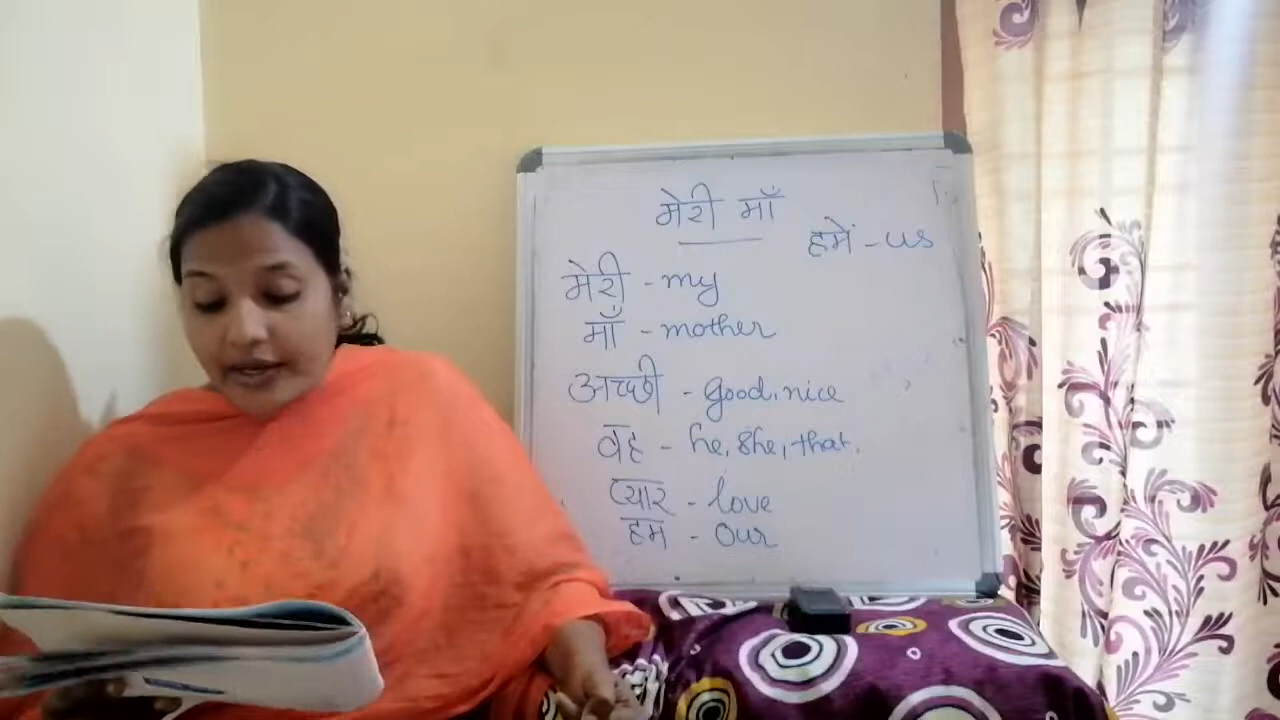 मेरी माँ
हमें - us
मेरी - my
माँ - mother
अच्छी - good, nice
वह - he, she, that.
प्यार - love
हम - Our